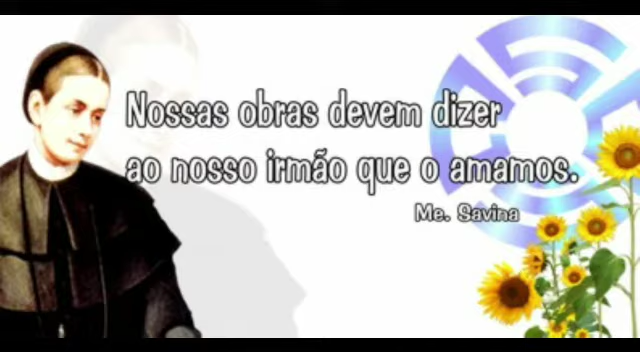 Nossas obras devem dizer
ao nosso irmão que o amamos.
Me. Savina